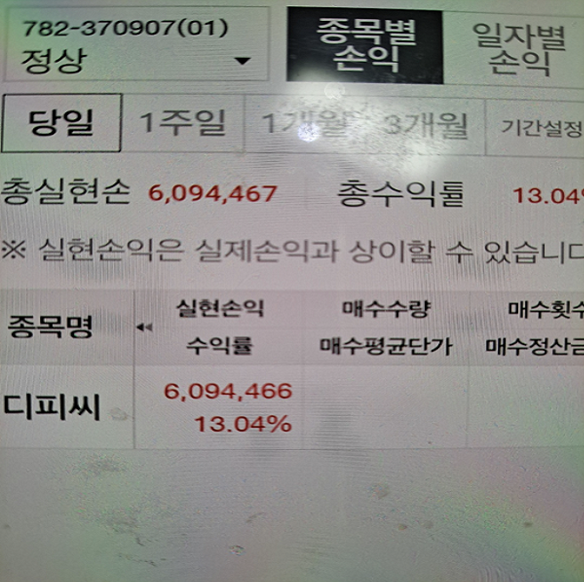 782-370907(01)
정상
종목별
손익
일자별
손익
당일 1주일 1개월 3개월 기간설정
총실현손 6,094,467 총수익률 13.04
※ 실현손익은 실제손익과 상이할 수 있습니다
종목명
실현손익 매수수량 매수횟수
수익률 매수평균단가 매수정산금
디피씨
6,094,466
13.04%